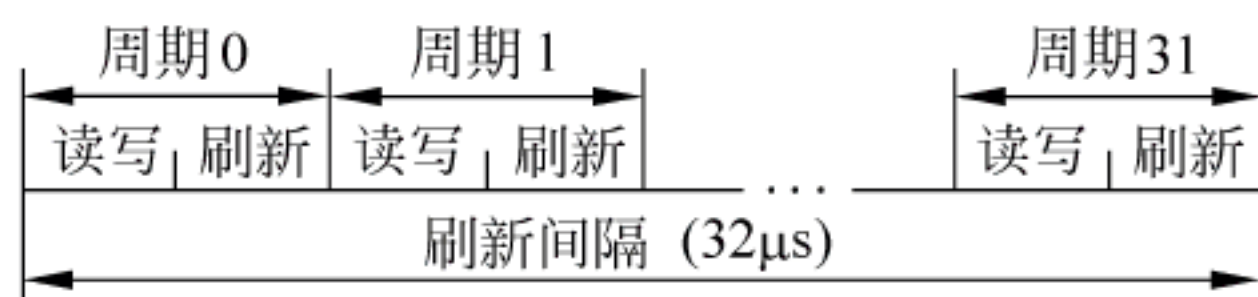 周期0 周期1 周期31
读写 刷新 读写 刷新 ··· 读写 刷新
刷新间隔 (32μs)